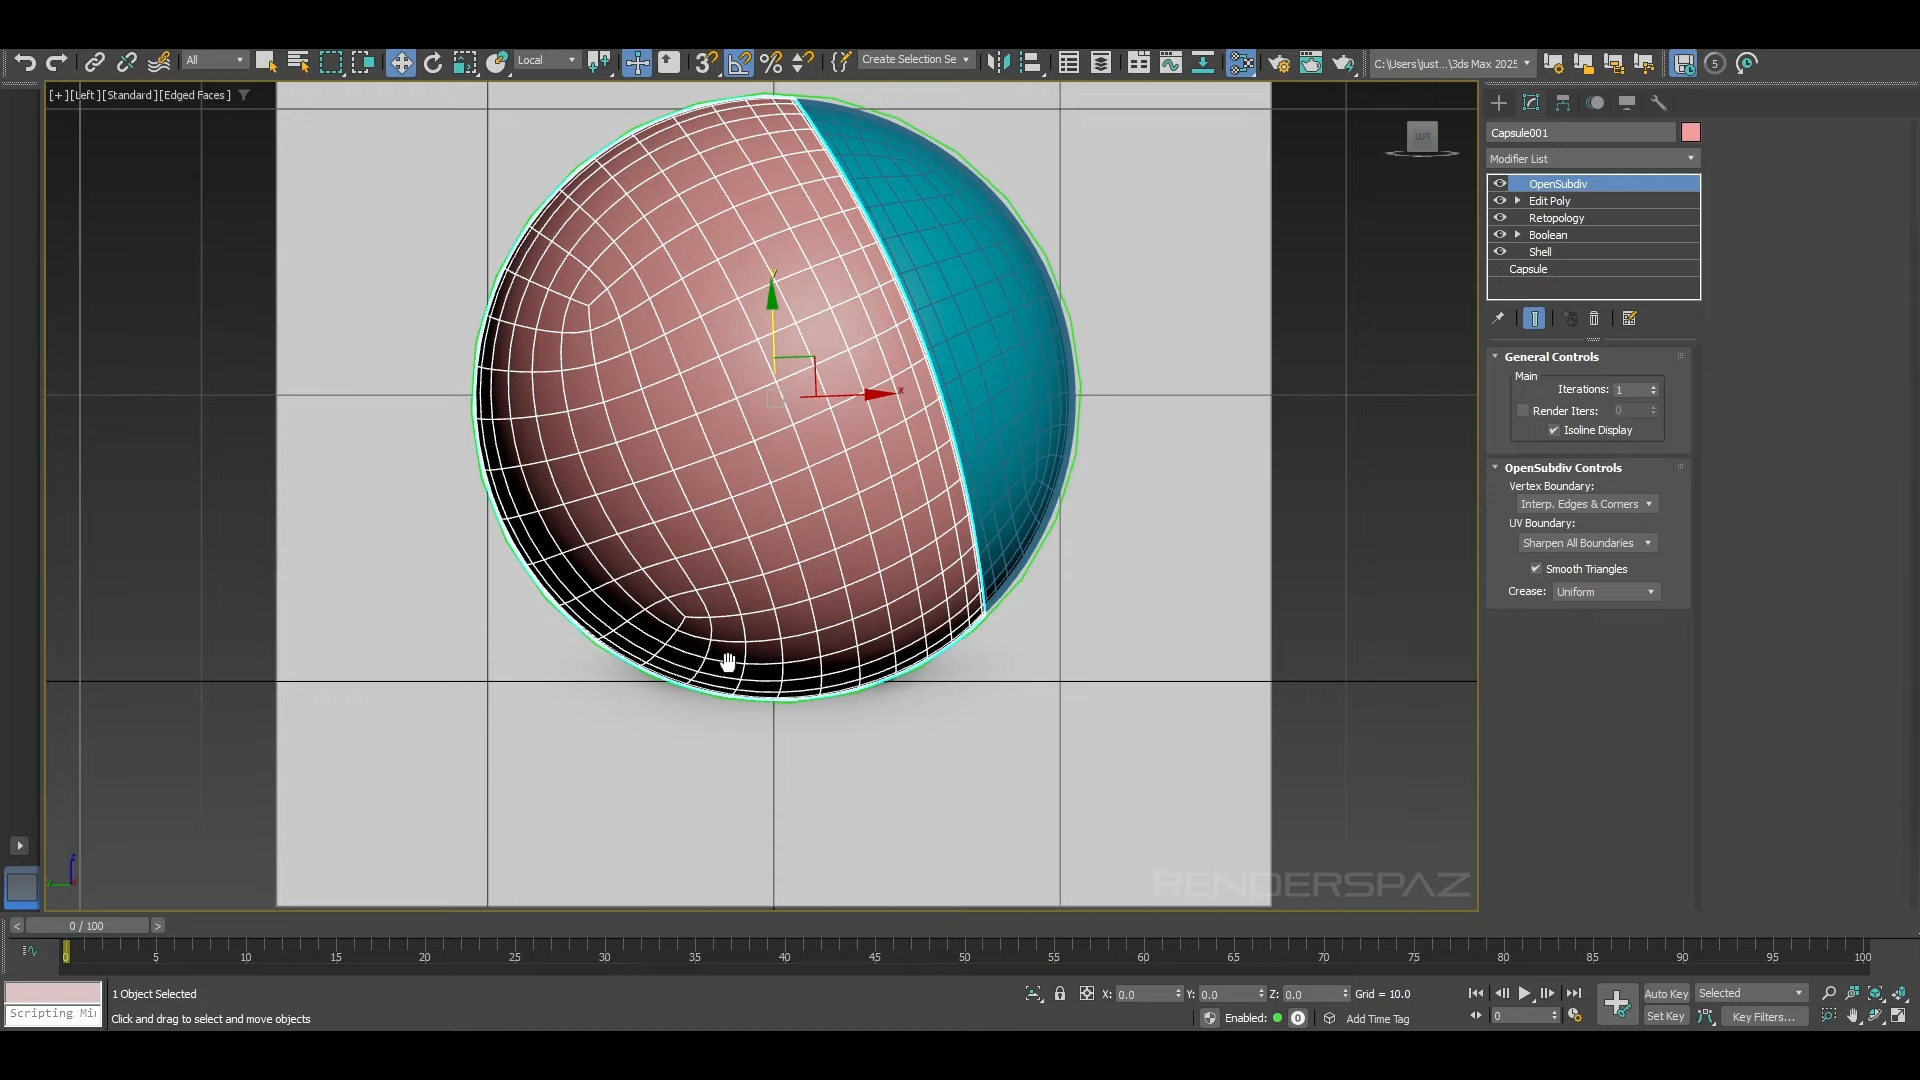 All
Local
Create Selection Se
C:\Users\just...\3ds Max 2025
5
[+][Left][Standard][Edged Faces]
LEFT
Capsule001
Modifier List
OpenSubdiv
Edit Poly
Retopology
Boolean
Shell
Capsule
General Controls
Main
Iterations: 1
Render Iters: 0
Isoline Display
OpenSubdiv Controls
Vertex Boundary:
Interp. Edges & Corners
UV Boundary:
Sharpen All Boundaries
Smooth Triangles
Crease: Uniform
y
x
z
y
RENDERSPAZ
< 0 / 100 >
0 5 10 15 20 25 30 35 40 45 50 55 60 65 70 75 80 85 90 95 100
1 Object Selected
X: 0.0 Y: 0.0 Z: 0.0 Grid = 10.0
Auto Key Selected
Scripting Mi
Click and drag to select and move objects
Enabled: 0 Add Time Tag
0
Set Key Key Filters...